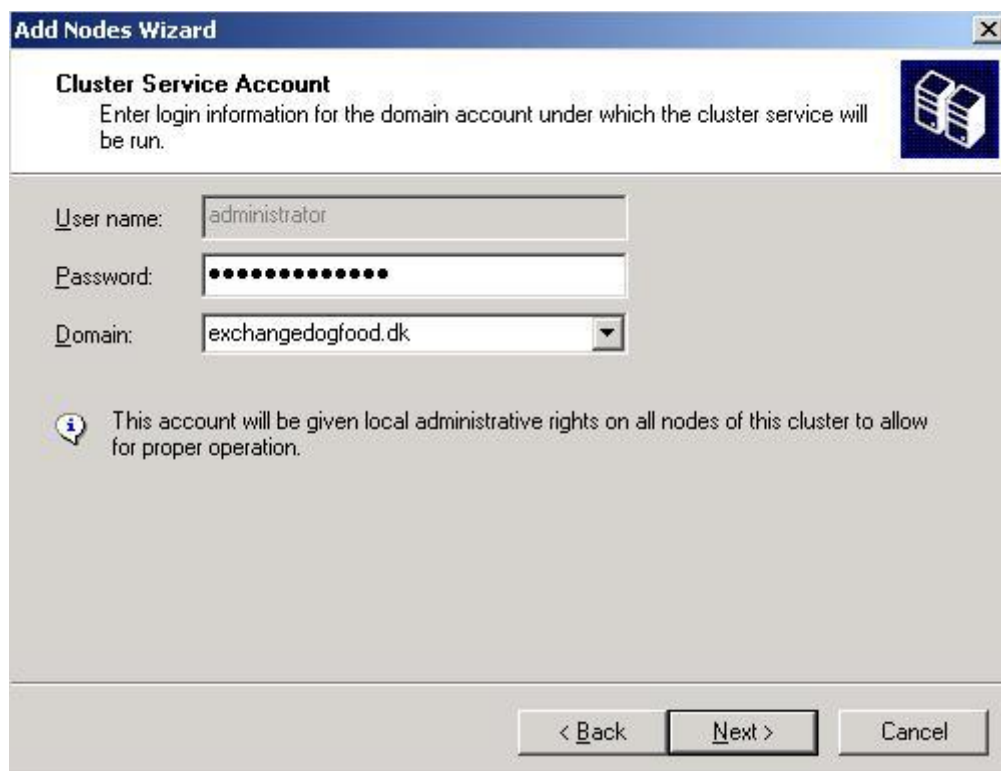 Add Nodes Wizard
Cluster Service Account
Enter login information for the domain account under which the cluster service will
be run.
User name: administrator
Password: •••••••••••••
Domain: exchangedogfood.dk
This account will be given local administrative rights on all nodes of this cluster to allow
for proper operation.
< Back Next > Cancel